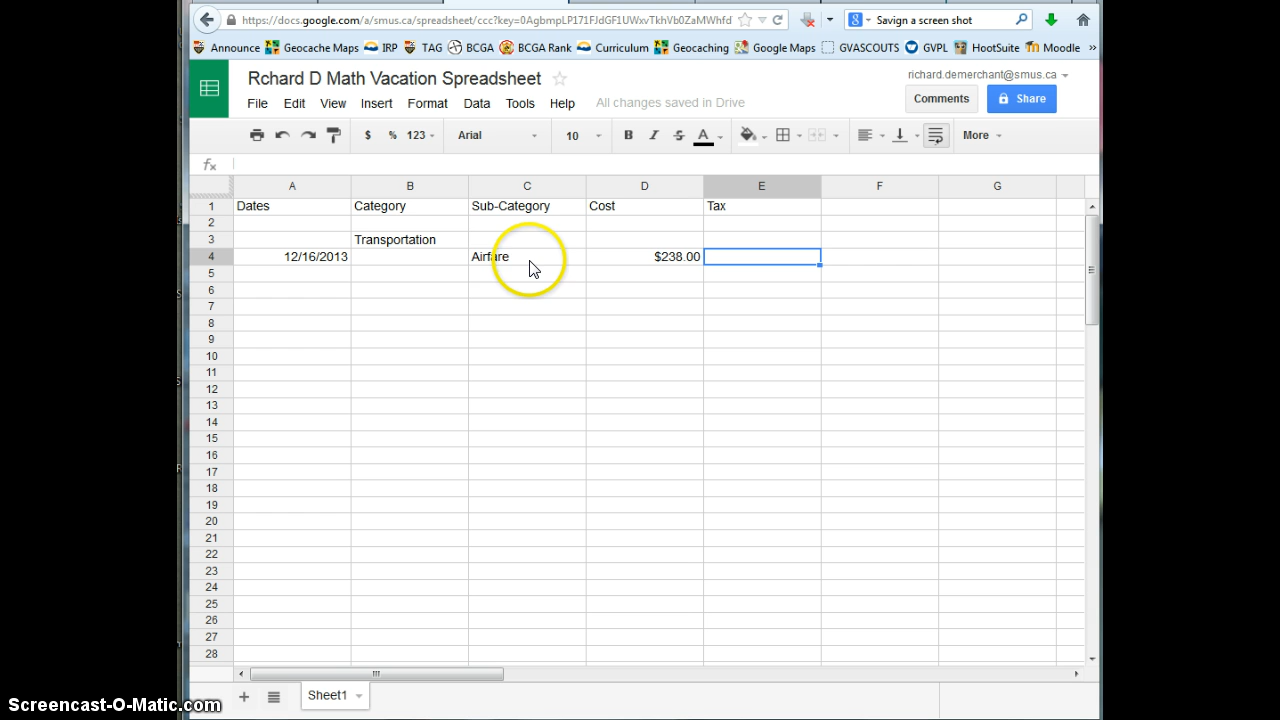 https://docs.google.com/a/smus.ca/spreadsheet/ccc?key=0AgbmpLP171FJdGF1UWxvTkhVb0ZaMWhfd
8 Savign a screen shot
Announce Geocache Maps IRP TAG BCGA BCGA Rank Curriculum Geocaching Google Maps GVASCOUTS GVPL HootSuite Moodle »
Rchard D Math Vacation Spreadsheet
richard.demerchant@smus.ca
File Edit View Insert Format Data Tools Help All changes saved in Drive
Comments Share
$ % 123 Arial 10 B I S A More
fx
A B C D E F G
1 Dates Category Sub-Category Cost Tax
2
3 Transportation
4 12/16/2013 Airfare $238.00
5
6
7
8
9
10
11
12
13
14
15
16
17
18
19
20
21
22
23
24
25
26
27
28
Sheet1
Screencast-O-Matic.com